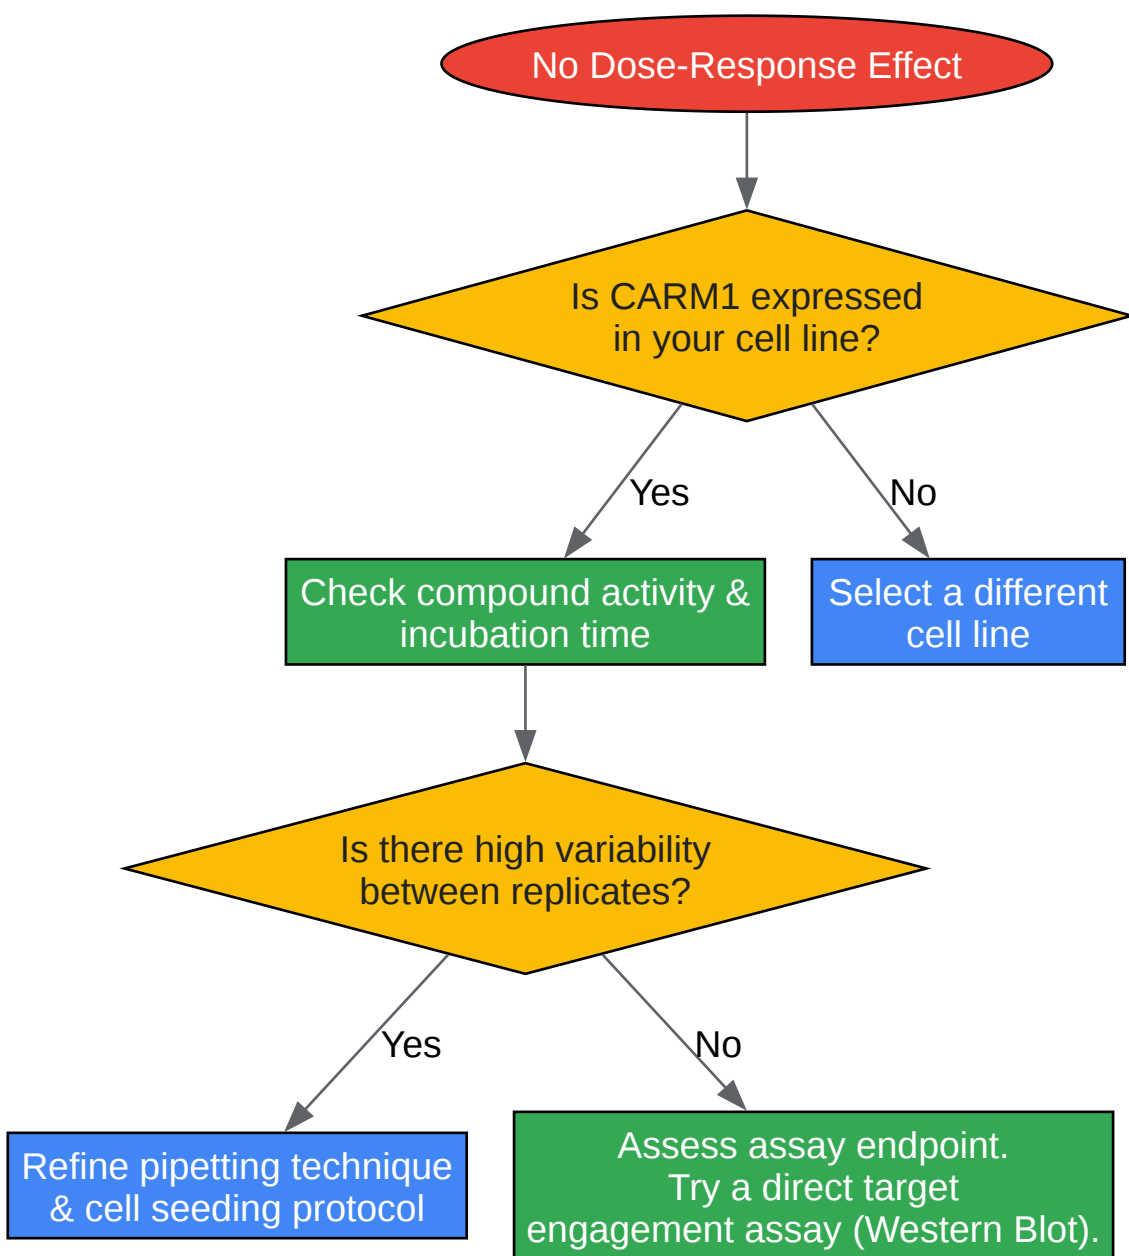 No Dose-Response Effect
Is CARM1 expressed
in your cell line?
Yes
No
Check compound activity &
incubation time
Select a different
cell line
Is there high variability
between replicates?
Yes
No
Refine pipetting technique
& cell seeding protocol
Assess assay endpoint.
Try a direct target
engagement assay (Western Blot).